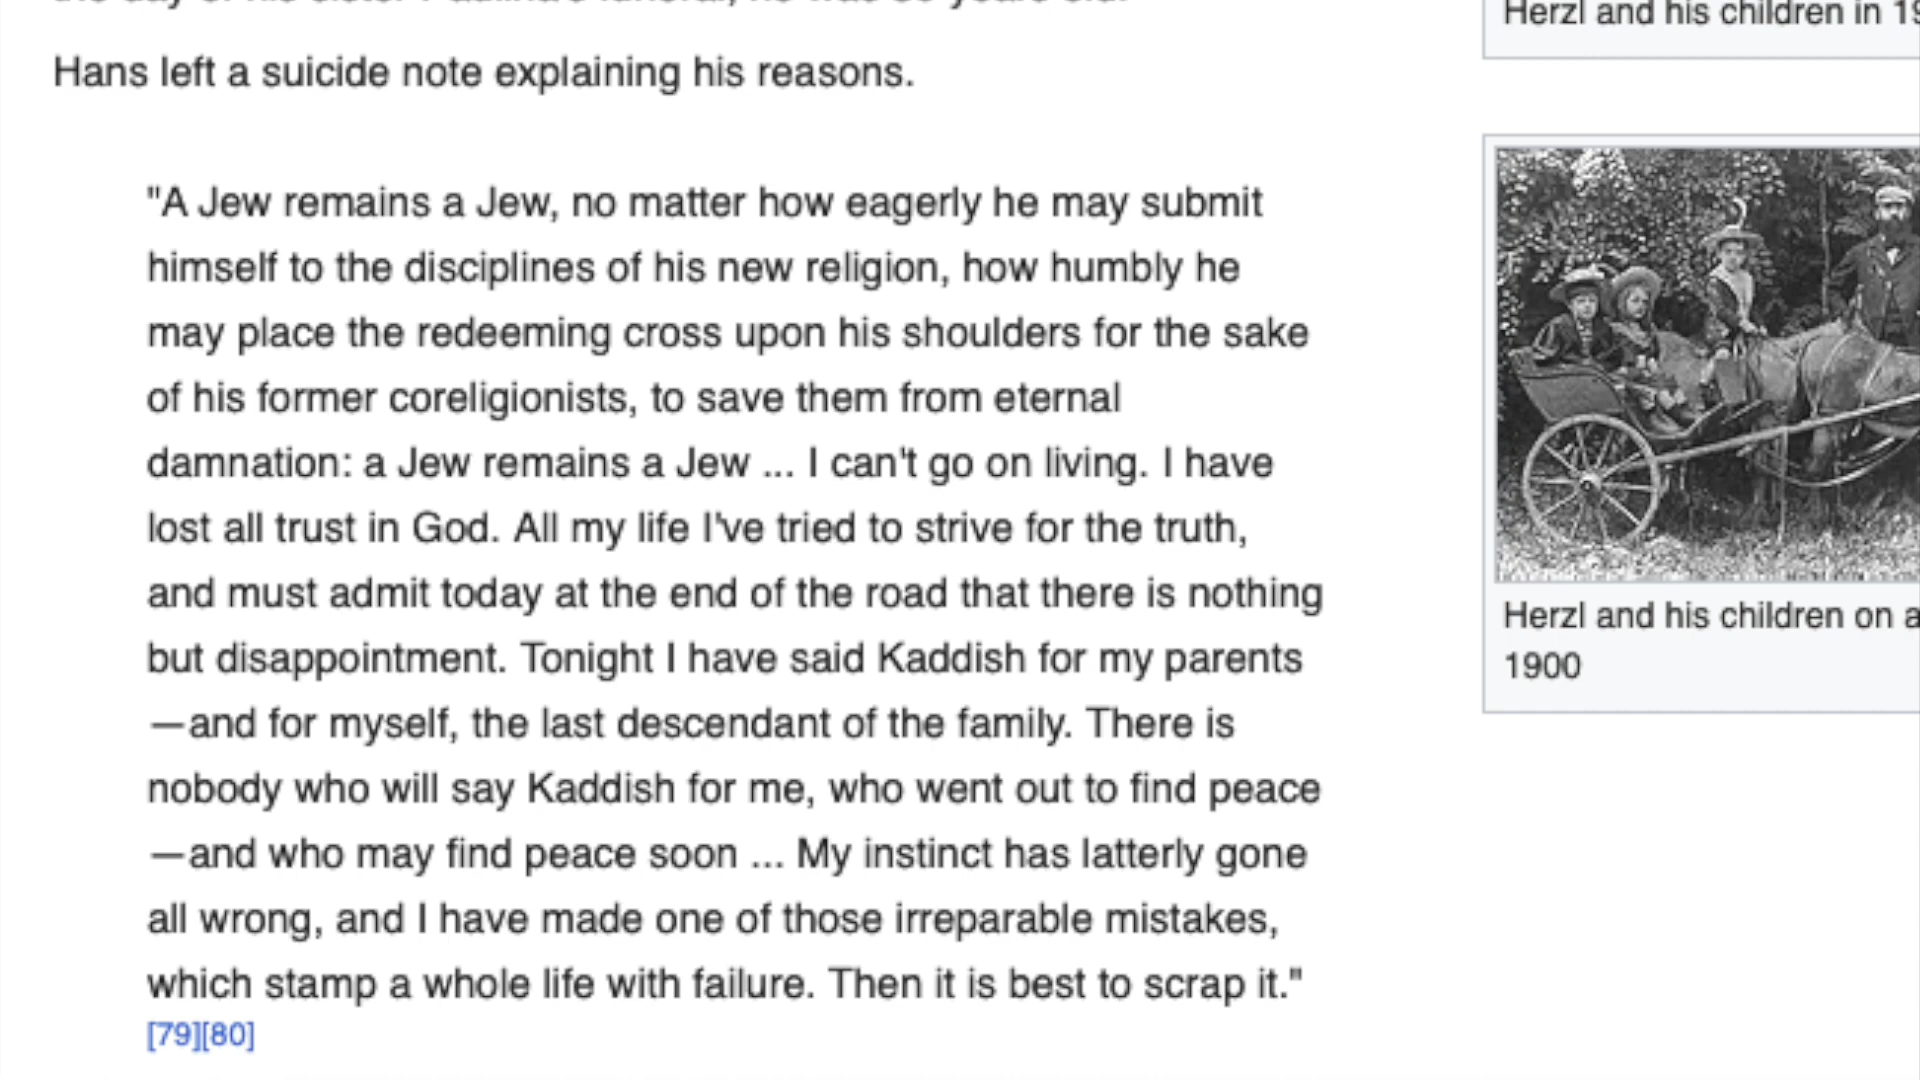 Herzl and his children in 19
Hans left a suicide note explaining his reasons.
"A Jew remains a Jew, no matter how eagerly he may submit
himself to the disciplines of his new religion, how humbly he
may place the redeeming cross upon his shoulders for the sake
of his former coreligionists, to save them from eternal
damnation: a Jew remains a Jew ... I can't go on living. I have
lost all trust in God. All my life I've tried to strive for the truth,
and must admit today at the end of the road that there is nothing
but disappointment. Tonight I have said Kaddish for my parents
—and for myself, the last descendant of the family. There is
nobody who will say Kaddish for me, who went out to find peace
—and who may find peace soon ... My instinct has latterly gone
all wrong, and I have made one of those irreparable mistakes,
which stamp a whole life with failure. Then it is best to scrap it."
[79][80]
Herzl and his children on a
1900